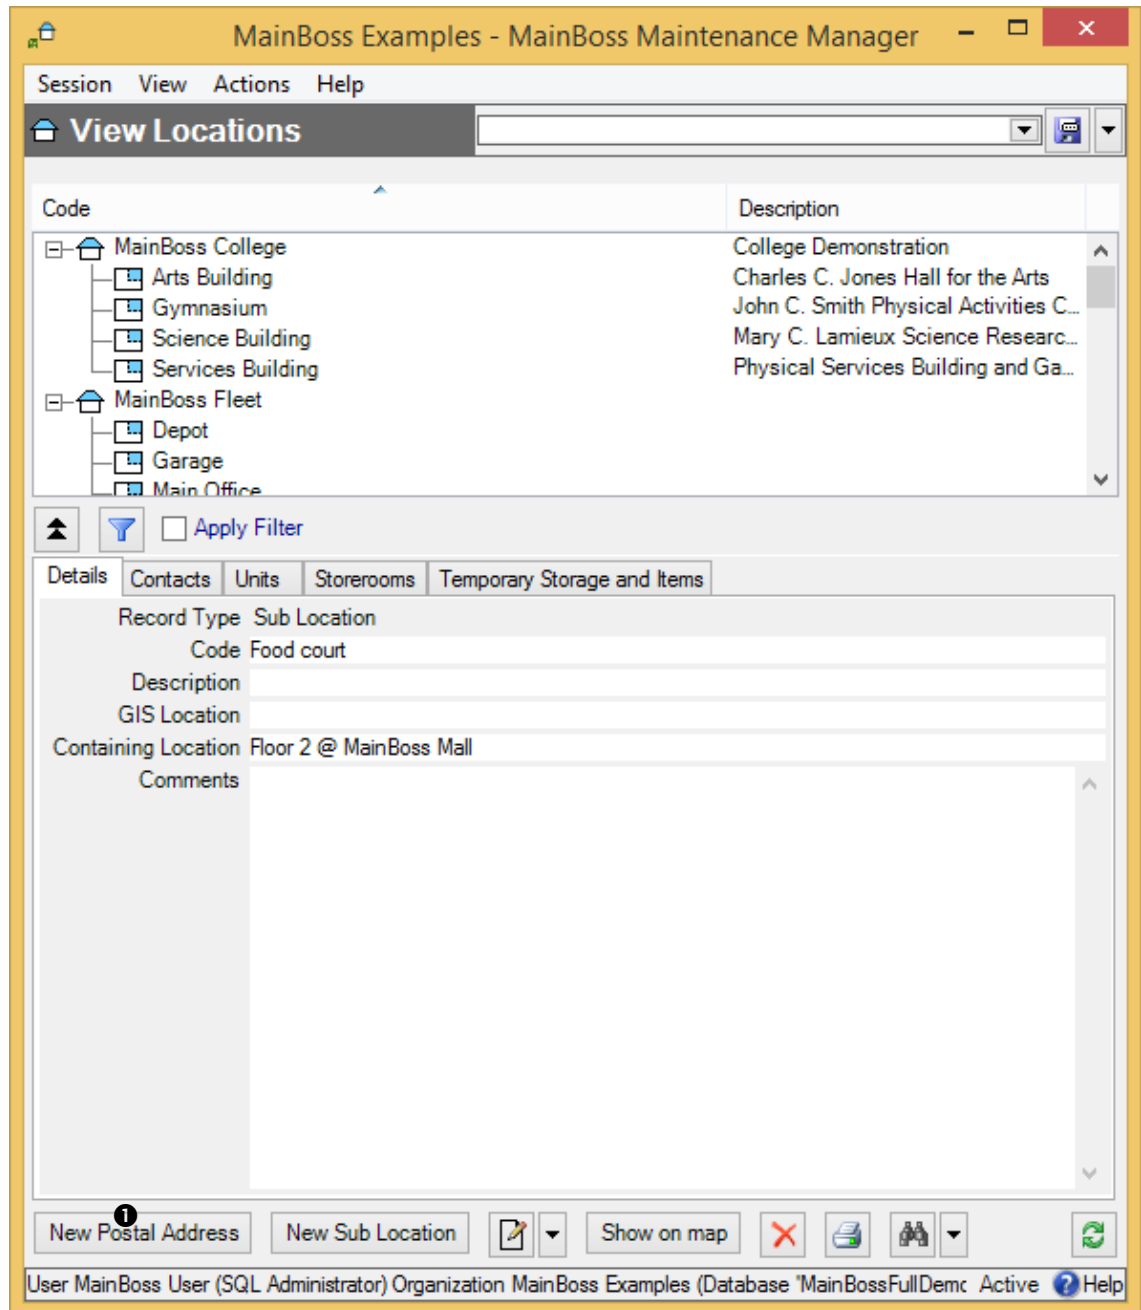 MainBoss Examples - MainBoss Maintenance Manager
Session View Actions Help
View Locations
Code Description
MainBoss College College Demonstration
Arts Building Charles C. Jones Hall for the Arts
Gymnasium John C. Smith Physical Activities C...
Science Building Mary C. Lamieux Science Researc...
Services Building Physical Services Building and Ga...
MainBoss Fleet
Depot
Garage
Main Office
Apply Filter
Details Contacts Units Storerooms Temporary Storage and Items
Record Type Sub Location
Code Food court
Description
GIS Location
Containing Location Floor 2 @ MainBoss Mall
Comments
❶
New Postal Address New Sub Location Show on map
User MainBoss User (SQL Administrator) Organization MainBoss Examples (Database 'MainBossFullDemc Active Help